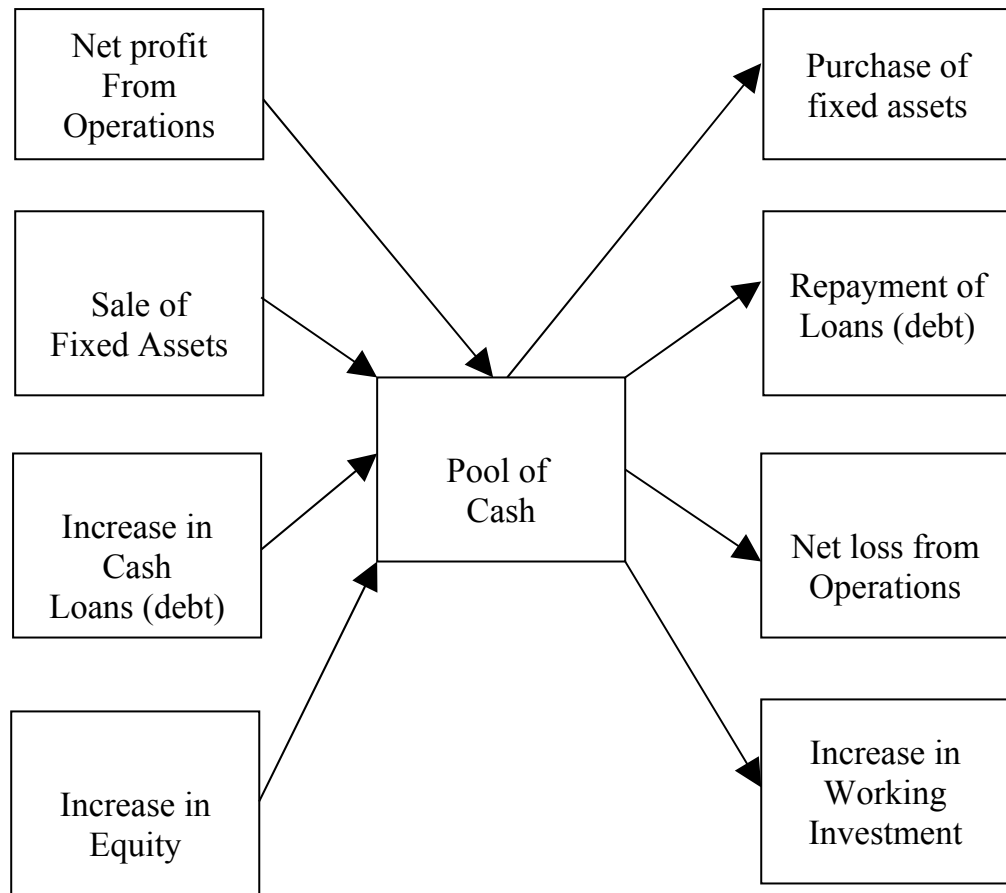 Net profit
From
Operations
Sale of
Fixed Assets
Increase in
Cash
Loans (debt)
Increase in
Equity
Pool of
Cash
Purchase of
fixed assets
Repayment of
Loans (debt)
Net loss from
Operations
Increase in
Working
Investment